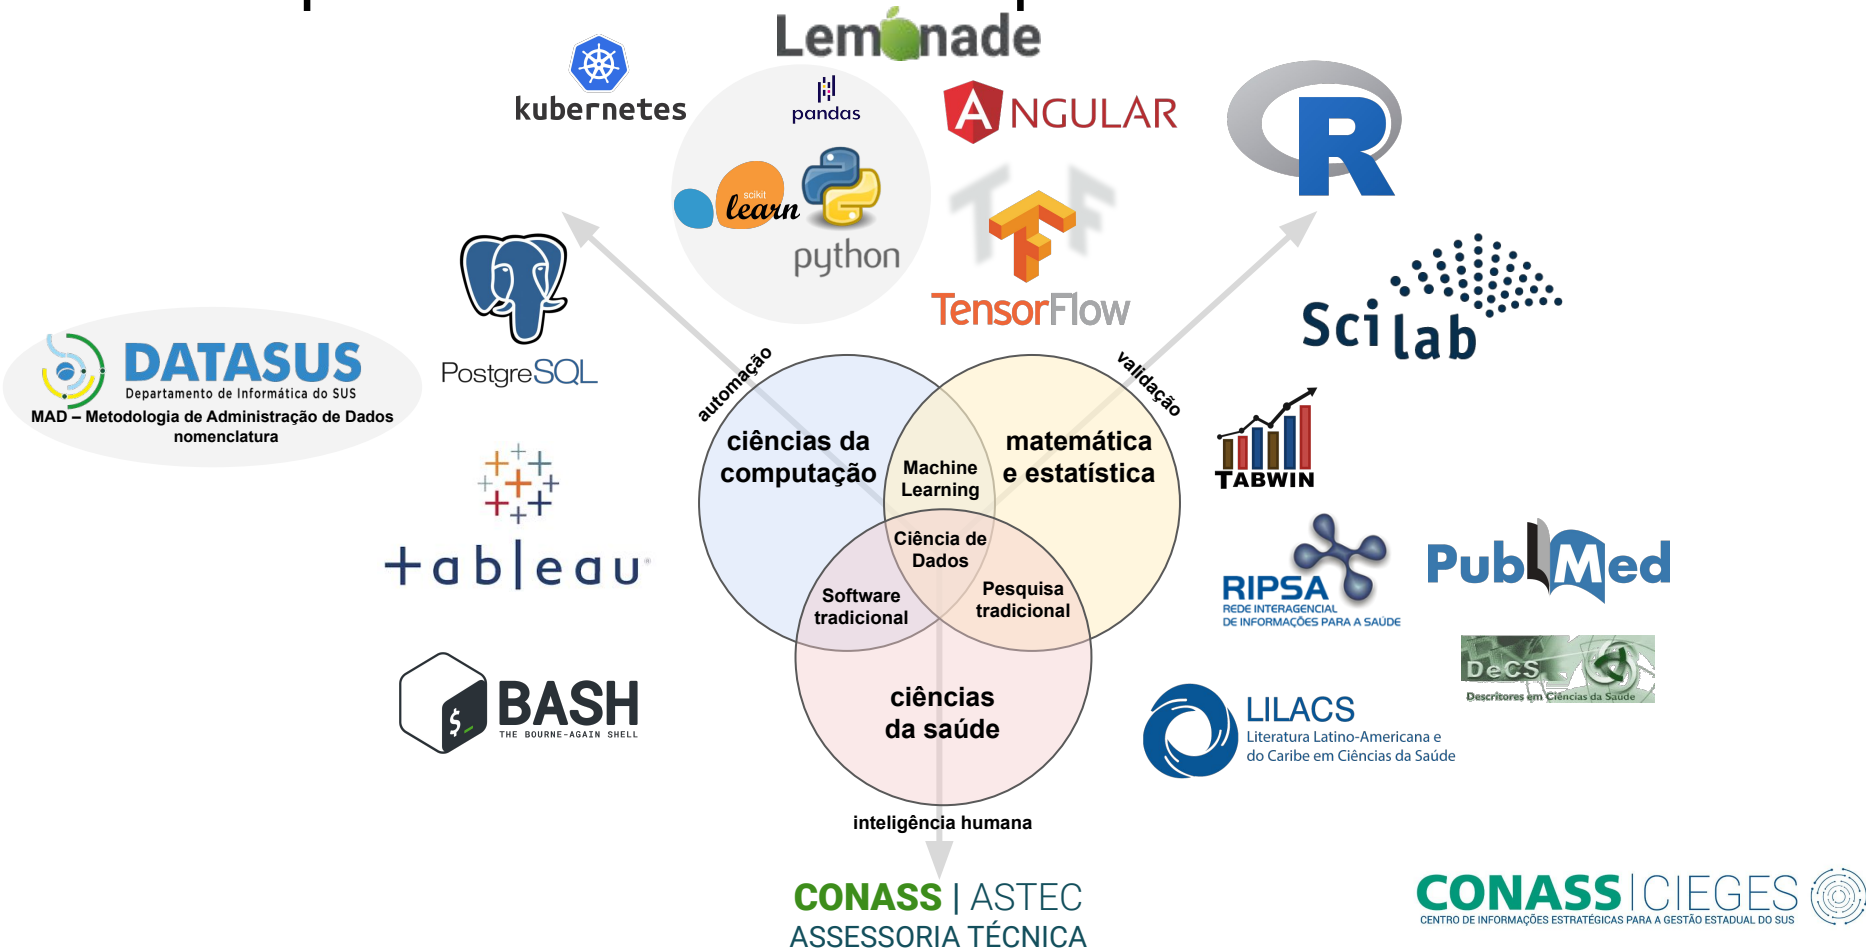 Lemonade
kubernetes
pandas
ANGULAR
R
scikit
learn
python
TensorFlow
PostgreSQL
Scilab
DATASUS
Departamento de Informática do SUS
MAD – Metodologia de Administração de Dados
nomenclatura
automação
validação
ciências da
computação
matemática
e estatística
Machine
Learning
TABWIN
+ableau®
Ciência de
Dados
Software
tradicional
Pesquisa
tradicional
RIPSA
REDE INTERAGENCIAL
DE INFORMAÇÕES PARA A SAÚDE
PubMed
DeCS
Descritores em Ciências da Saúde
$_
BASH
THE BOURNE-AGAIN SHELL
ciências
da saúde
LILACS
Literatura Latino-Americana e
do Caribe em Ciências da Saúde
inteligência humana
CONASS | ASTEC
ASSESSORIA TÉCNICA
CONASS | CIEGES
CENTRO DE INFORMAÇÕES ESTRATÉGICAS PARA A GESTÃO ESTADUAL DO SUS